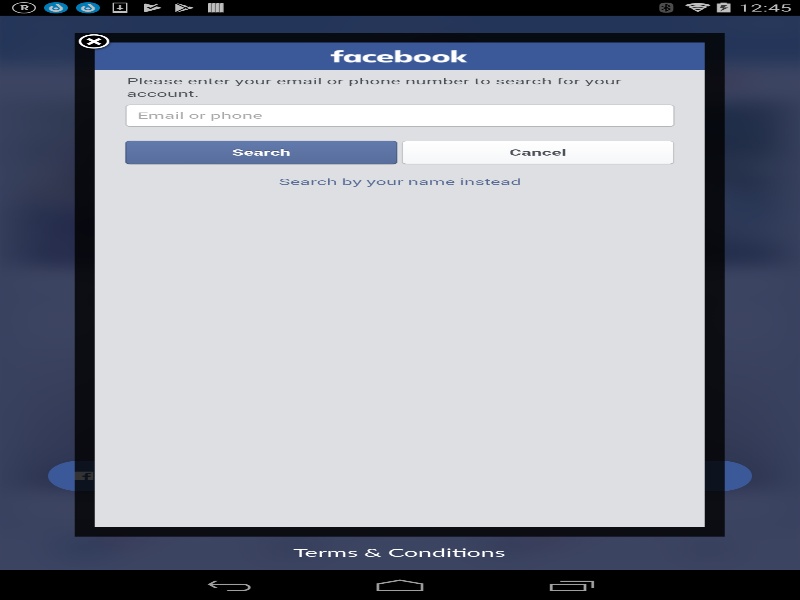 R
12:45
facebook
Please enter your email or phone number to search for your
account.
Email or phone
Search
Cancel
Search by your name instead
Terms & Conditions